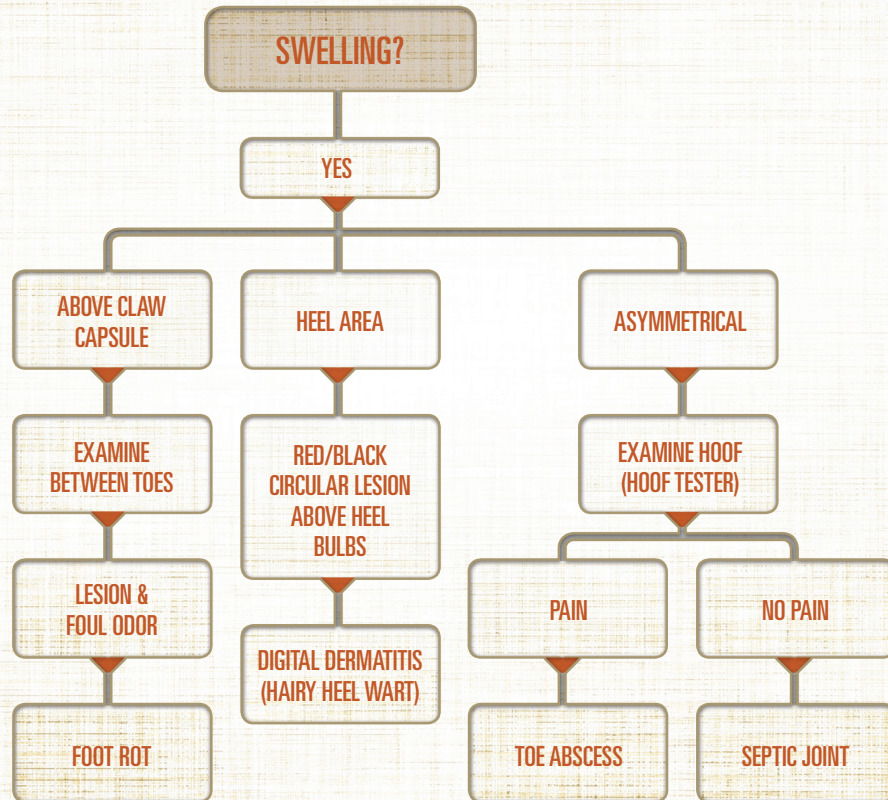 SWELLING?
YES
ABOVE CLAW
CAPSULE
HEEL AREA
ASYMMETRICAL
EXAMINE
BETWEEN TOES
RED/BLACK
CIRCULAR LESION
ABOVE HEEL
BULBS
EXAMINE HOOF
(HOOF TESTER)
LESION &
FOUL ODOR
DIGITAL DERMATITIS
(HAIRY HEEL WART)
PAIN
NO PAIN
FOOT ROT
TOE ABSCESS
SEPTIC JOINT